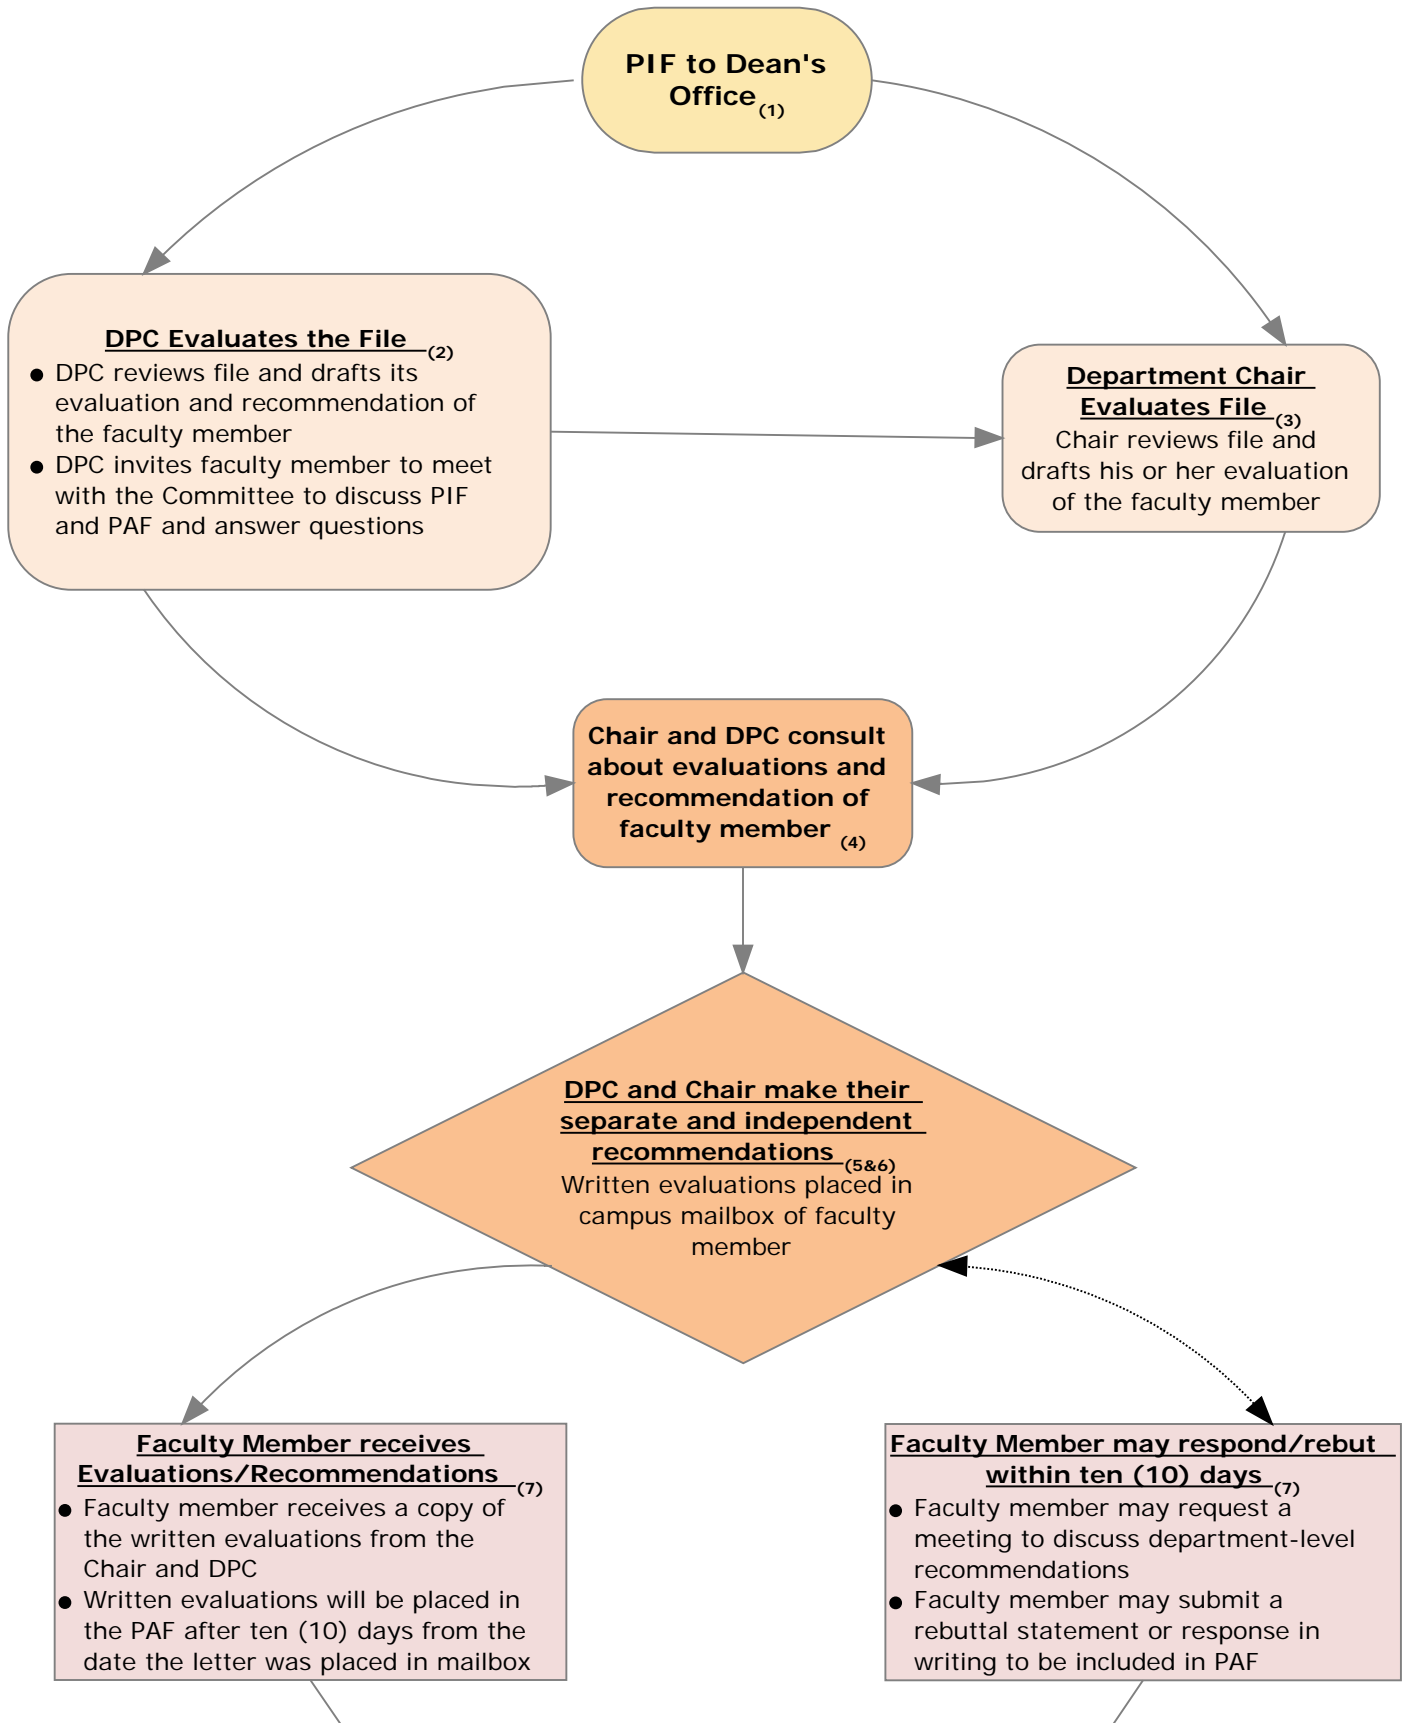 PIF to Dean's
Office (1)
DPC Evaluates the File (2)
● DPC reviews file and drafts its
evaluation and recommendation of
the faculty member
● DPC invites faculty member to meet
with the Committee to discuss PIF
and PAF and answer questions
Department Chair
Evaluates File (3)
Chair reviews file and
drafts his or her evaluation
of the faculty member
Chair and DPC consult
about evaluations and
recommendation of
faculty member (4)
DPC and Chair make their
separate and independent
recommendations (5&6)
Written evaluations placed in
campus mailbox of faculty
member
Faculty Member receives
Evaluations/Recommendations (7)
● Faculty member receives a copy of
the written evaluations from the
Chair and DPC
● Written evaluations will be placed in
the PAF after ten (10) days from the
date the letter was placed in mailbox
Faculty Member may respond/rebut
within ten (10) days (7)
● Faculty member may request a
meeting to discuss department-level
recommendations
● Faculty member may submit a
rebuttal statement or response in
writing to be included in PAF